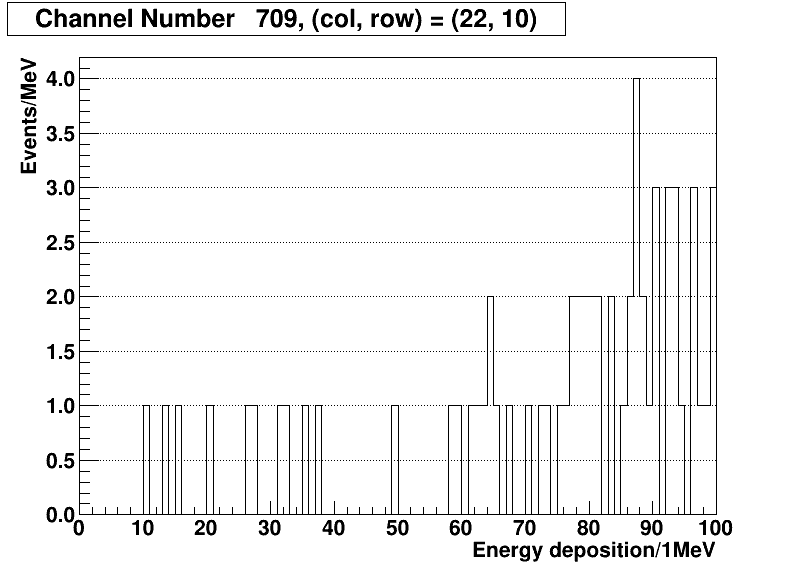 Channel Number 709, (col, row) = (22, 10)
Events/MeV
4.0
3.5
3.0
2.5
2.0
1.5
1.0
0.5
0.0
0 10 20 30 40 50 60 70 80 90 100
Energy deposition/1MeV